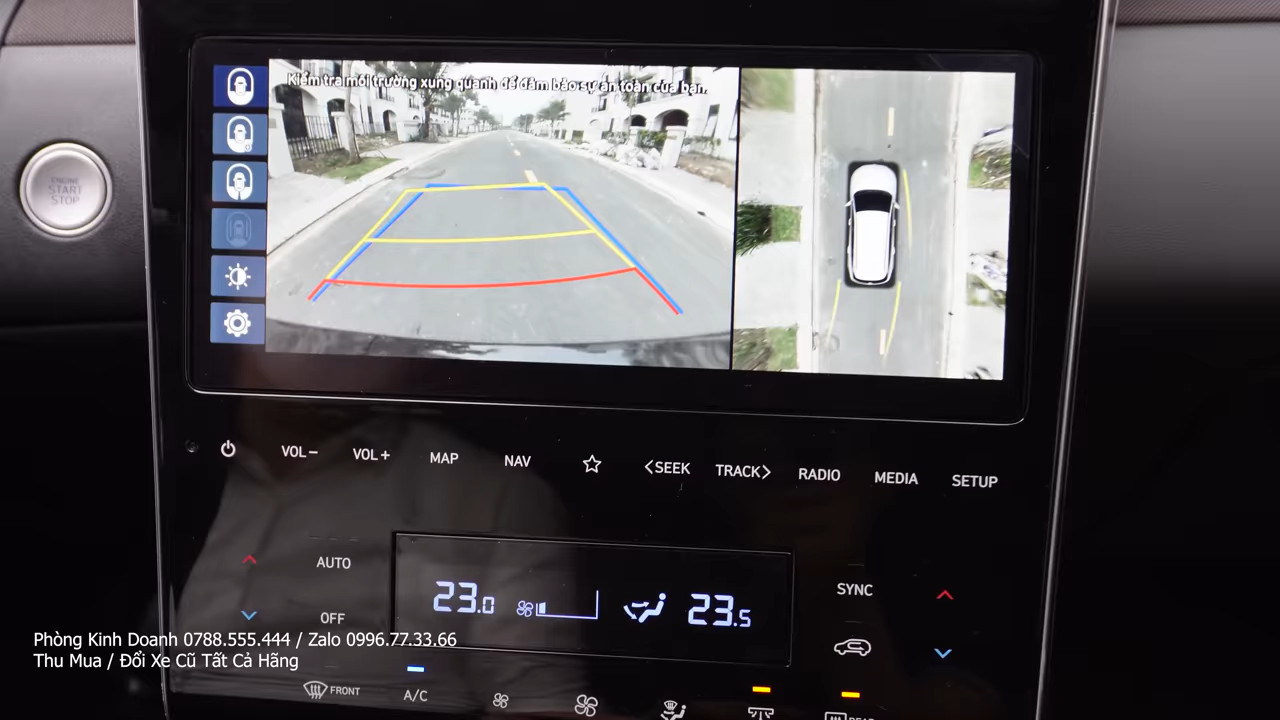 Kiểm tra môi trường xung quanh để đảm bảo sự an toàn của bạn.
ENGINE
START
STOP
VOL− VOL+ MAP NAV <SEEK TRACK> RADIO MEDIA SETUP
AUTO
OFF
23.0 23.5
SYNC
Phòng Kinh Doanh 0788.555.444 / Zalo 0996.77.33.66
Thu Mua / Đổi Xe Cũ Tất Cả Hãng
FRONT A/C